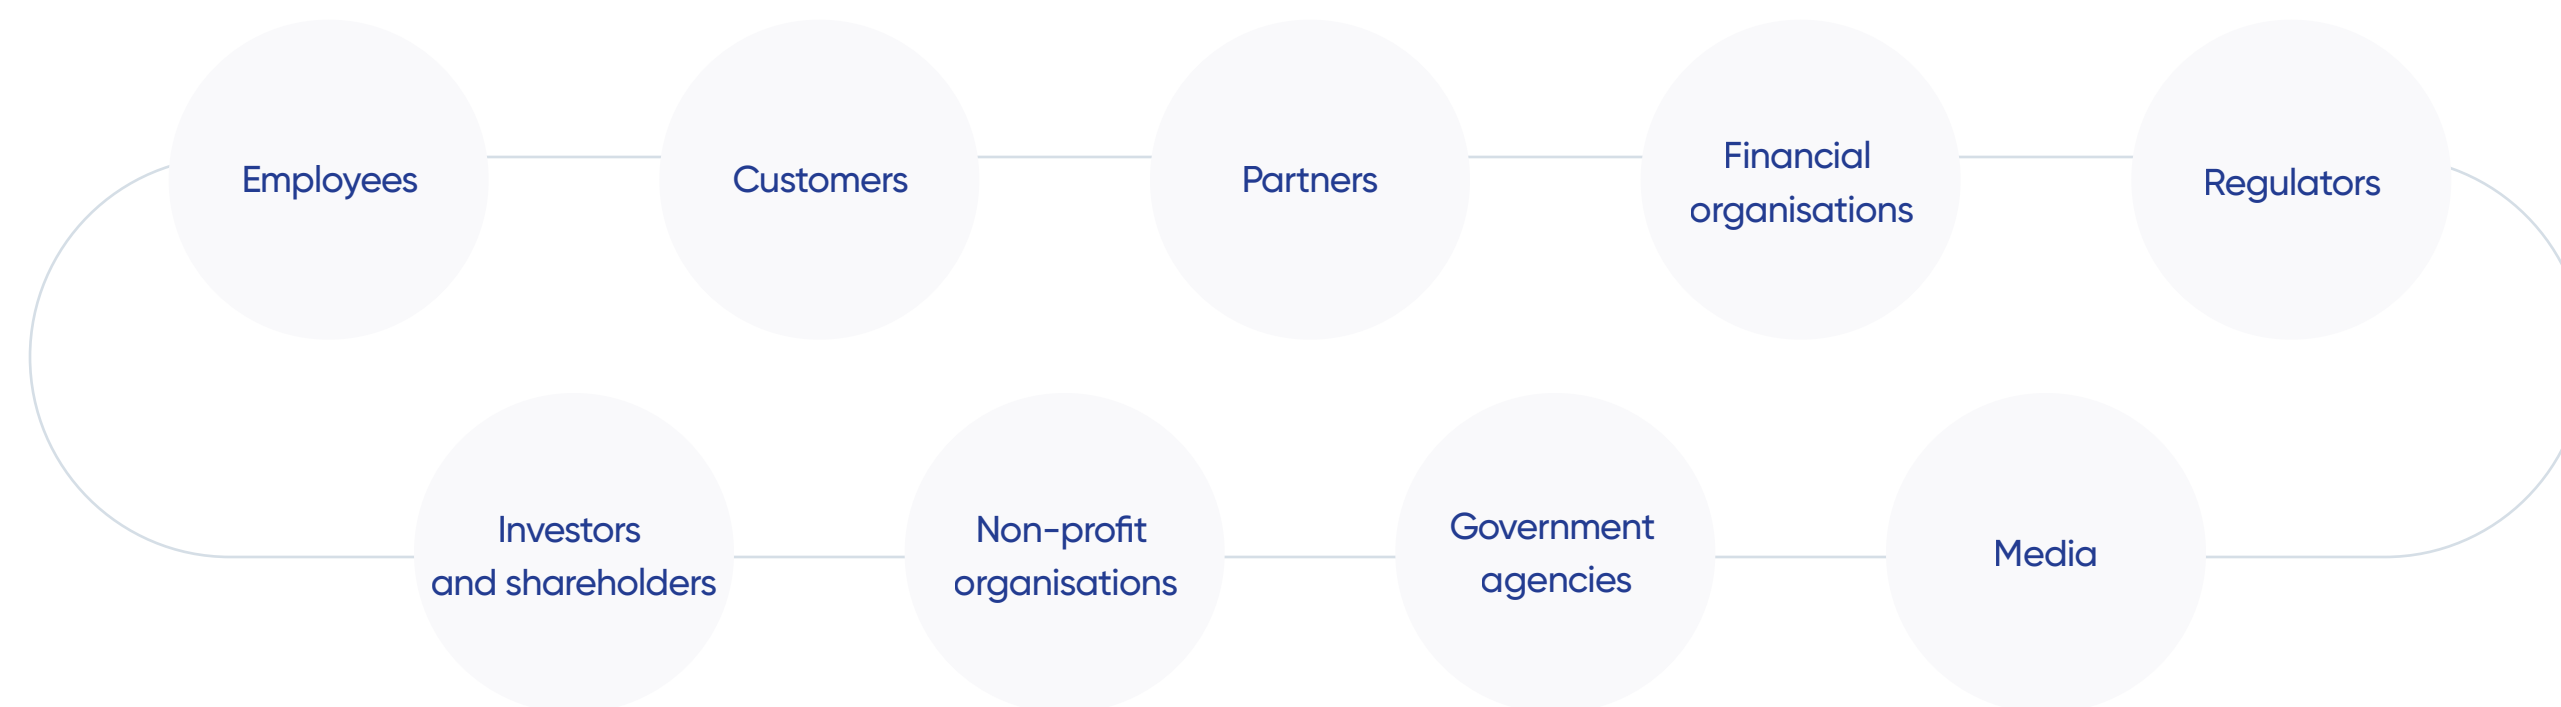 Employees
Customers
Partners
Financial
organisations
Regulators
Investors
and shareholders
Non-profit
organisations
Government
agencies
Media